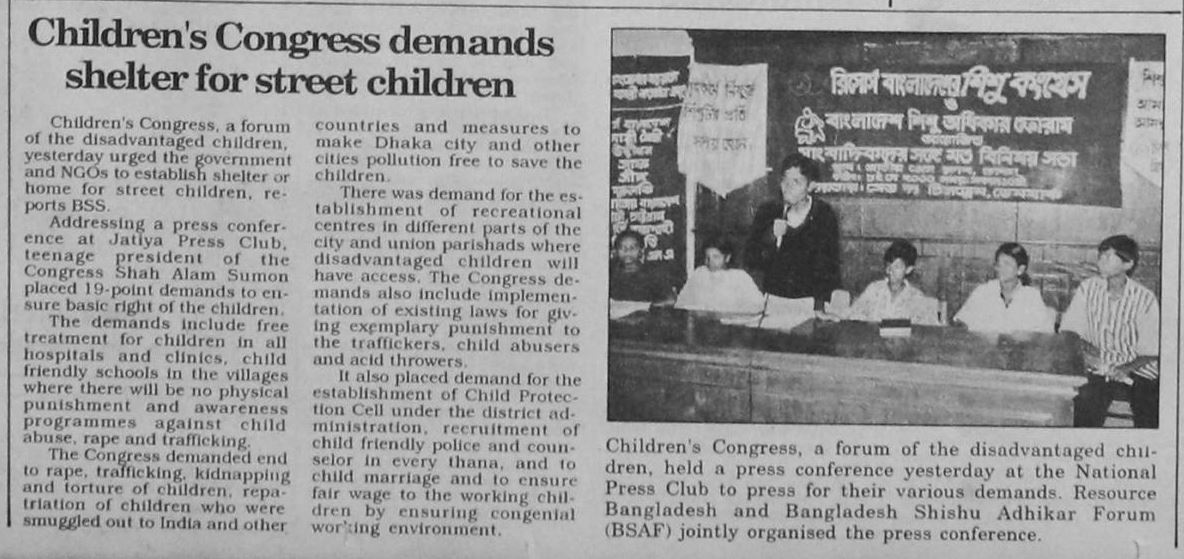 Children's Congress demands
shelter for street children
Children's Congress, a forum
of the disadvantaged children,
yesterday urged the government
and NGOs to establish shelter or
home for street children, re-
ports BSS.
Addressing a press confer-
ence at Jatiya Press Club,
teenage president of the
Congress Shah Alam Sumon
placed 19-point demands to en-
sure basic right of the children.
The demands include free
treatment for children in all
hospitals and clinics, child
friendly schools in the villages
where there will be no physical
punishment and awareness
programmes against child
abuse, rape and trafficking.
The Congress demanded end
to rape, trafficking, kidnapping
and torture of children, repa-
triation of children who were
smuggled out to India and other
countries and measures to
make Dhaka city and other
cities pollution free to save the
children.
There was demand for the es-
tablishment of recreational
centres in different parts of the
city and union parishads where
disadvantaged children will
have access. The Congress de-
mands also include implemen-
tation of existing laws for giv-
ing exemplary punishment to
the traffickers, child abusers
and acid throwers.
It also placed demand for the
establishment of Child Protec-
tion Cell under the district ad-
ministration, recruitment of
child friendly police and coun-
selor in every thana, and to
child marriage and to ensure
fair wage to the working chil-
dren by ensuring congenial
working environment.
বাংলাদেশের শিশু কংগ্রেস
ও
বাংলাদেশ শিশু অধিকার ফোরাম
Children's Congress, a forum of the disadvantaged chil-
dren, held a press conference yesterday at the National
Press Club to press for their various demands. Resource
Bangladesh and Bangladesh Shishu Adhikar Forum
(BSAF) jointly organised the press conference.